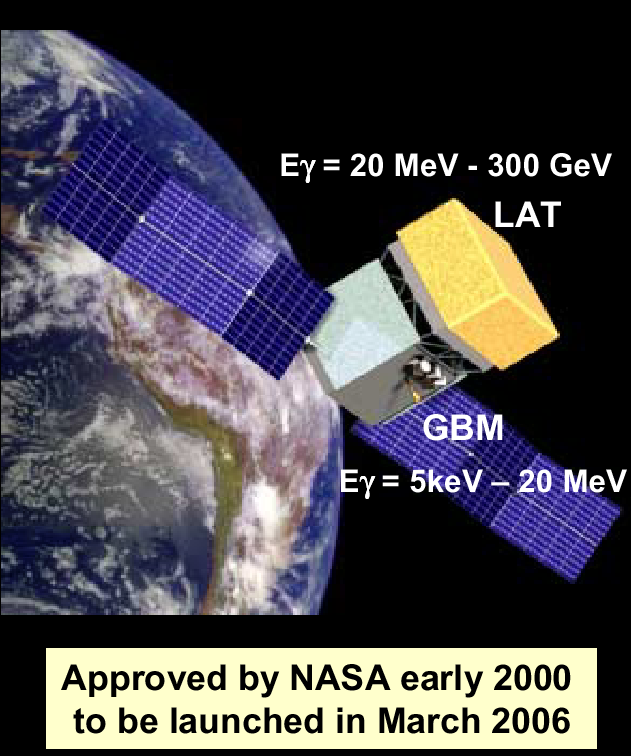 Eγ = 20 MeV - 300 GeV
LAT
GBM
Eγ = 5keV – 20 MeV
Approved by NASA early 2000
to be launched in March 2006